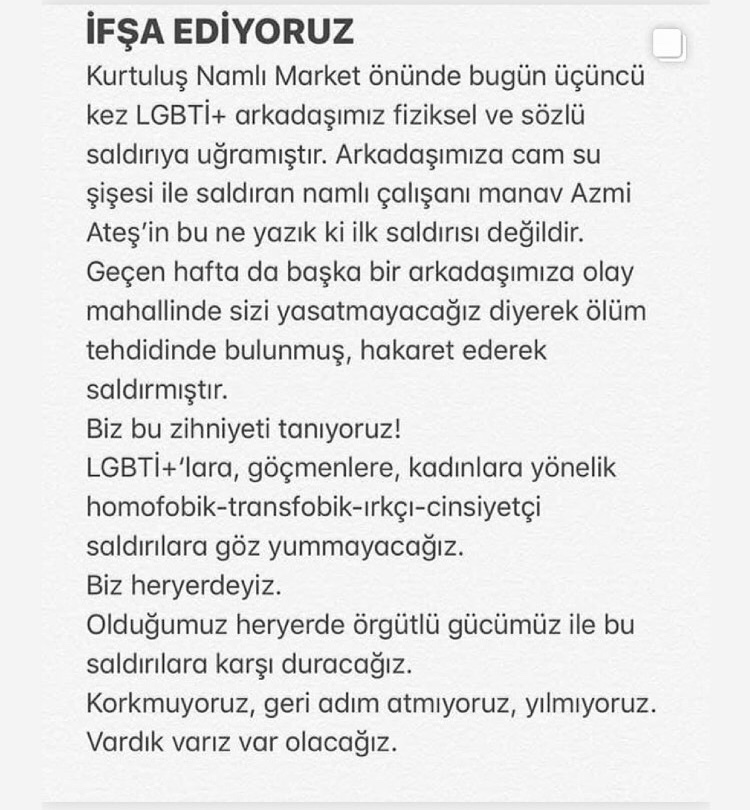 İFŞA EDİYORUZ
Kurtuluş Namlı Market önünde bugün üçüncü
kez LGBTİ+ arkadaşımız fiziksel ve sözlü
saldırıya uğramıştır. Arkadaşımıza cam su
şişesi ile saldıran namlı çalışanı manav Azmi
Ateş’in bu ne yazık ki ilk saldırısı değildir.
Geçen hafta da başka bir arkadaşımıza olay
mahallinde sizi yasatmayacağız diyerek ölüm
tehdidinde bulunmuş, hakaret ederek
saldırmıştır.
Biz bu zihniyeti tanıyoruz!
LGBTİ+’lara, göçmenlere, kadınlara yönelik
homofobik-transfobik-ırkçı-cinsiyetçi
saldırılara göz yummayacağız.
Biz heryerdeyiz.
Olduğumuz heryerde örgütlü gücümüz ile bu
saldırılara karşı duracağız.
Korkmuyoruz, geri adım atmıyoruz, yılmıyoruz.
Vardık varız var olacağız.